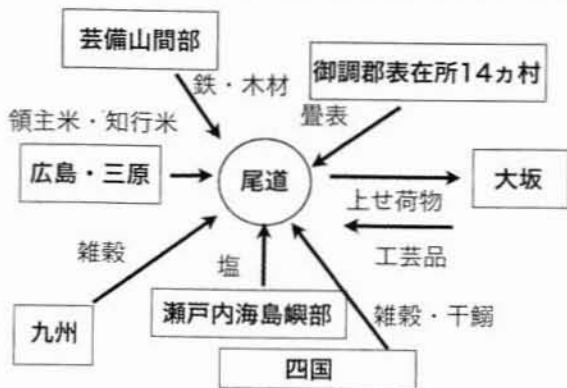 芸備山間部
御調郡表在所14ヵ村
鉄・木材
畳表
領主米・知行米
広島・三原
尾道
大坂
上せ荷物
工芸品
雑穀
塩
瀬戸内海島嶼部
雑穀・干鰯
九州
四国